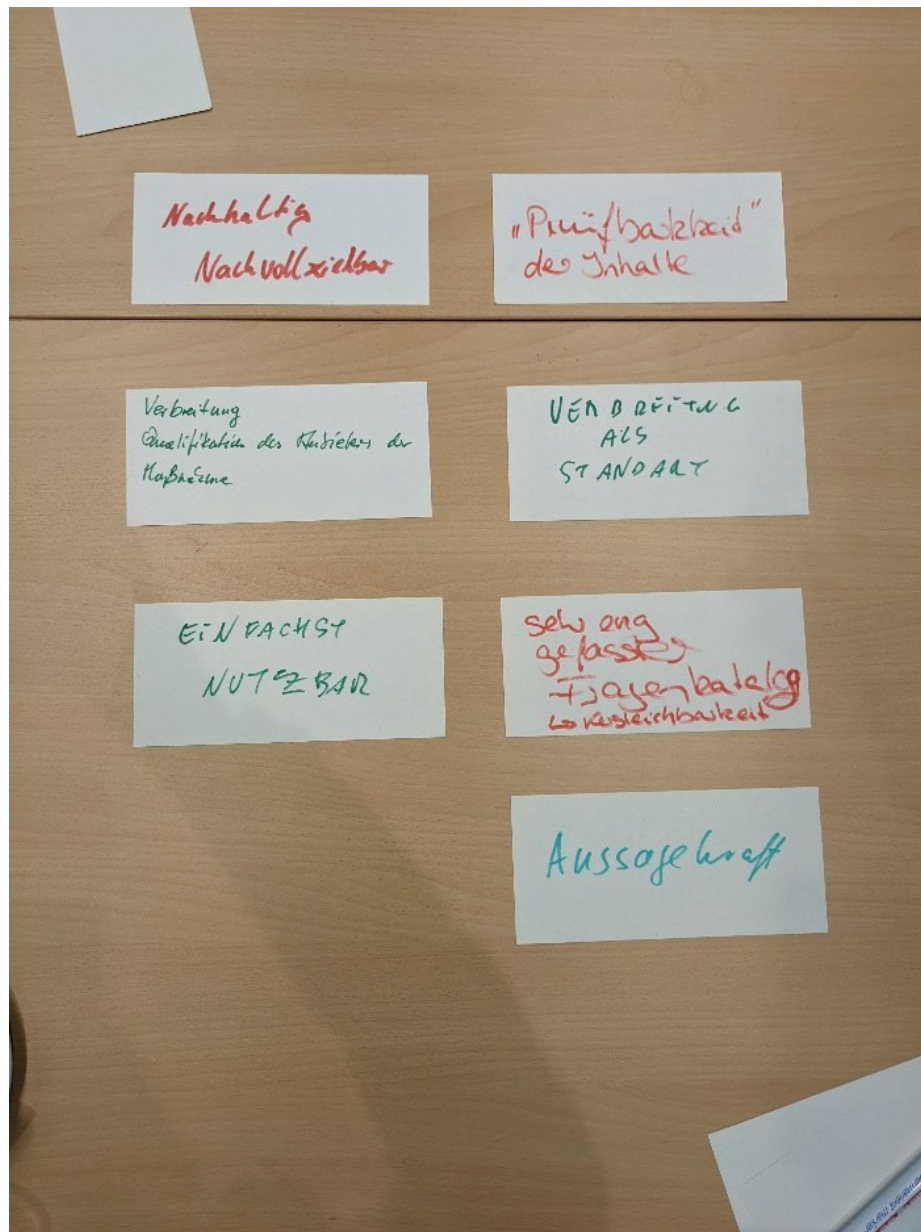 Nachhaltig
Nachvollziehbar
„Prüfbarkeit"
der Inhalte
Verbreitung
Qualifikation des Anbieters der
Maßnahme
VERBREITNG
ALS
STANDART
EINFACHST
NUTZBAR
sehr eng
gefasster
Fragenkatalog
↳ Vergleichbarkeit
Aussagekraft